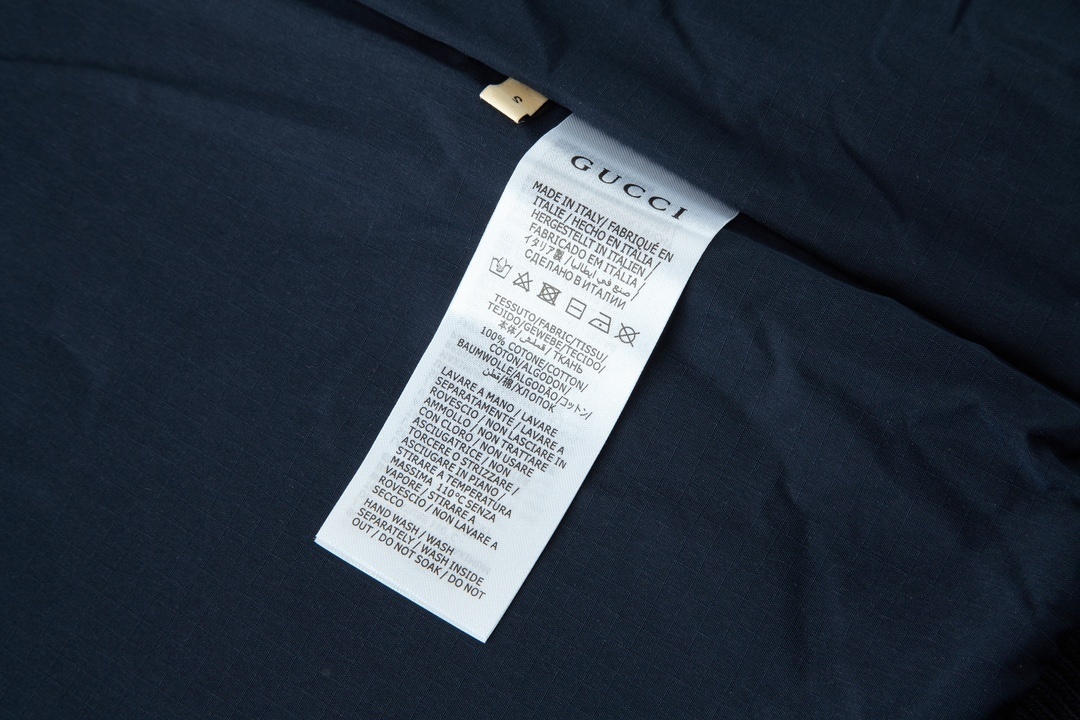 S
GUCCI
MADE IN ITALY/ FABRIQUÉ EN
ITALIE / HECHO EN ITALIA /
HERGESTELLT IN ITALIEN /
FABRICADO EM ITÁLIA /
イタリア製 / صنع في ايطاليا /
СДЕЛАНО В ИТАЛИИ
TESSUTO/FABRIC/TISSU/
TEJIDO/GEWEBE/TECIDO/
本体/ / ТКАНЬ
100% COTONE/COTTON/
COTON/ALGODON/
BAUMWOLLE/ALGODÃO/コットン/
قطن/棉/ХЛОПОК
LAVARE A MANO / LAVARE
SEPARATAMENTE / LAVARE A
ROVESCIO / NON LASCIARE IN
AMMOLLO / NON TRATTARE
CON CLORO / NON USARE
ASCIUGATRICE / NON
TORCERE O STRIZZARE /
ASCIUGARE IN PIANO /
STIRARE A TEMPERATURA
MASSIMA 110°C SENZA
VAPORE / STIRARE A
ROVESCIO / NON LAVARE A
SECCO
HAND WASH / WASH
SEPARATELY / WASH INSIDE
OUT / DO NOT SOAK / DO NOT